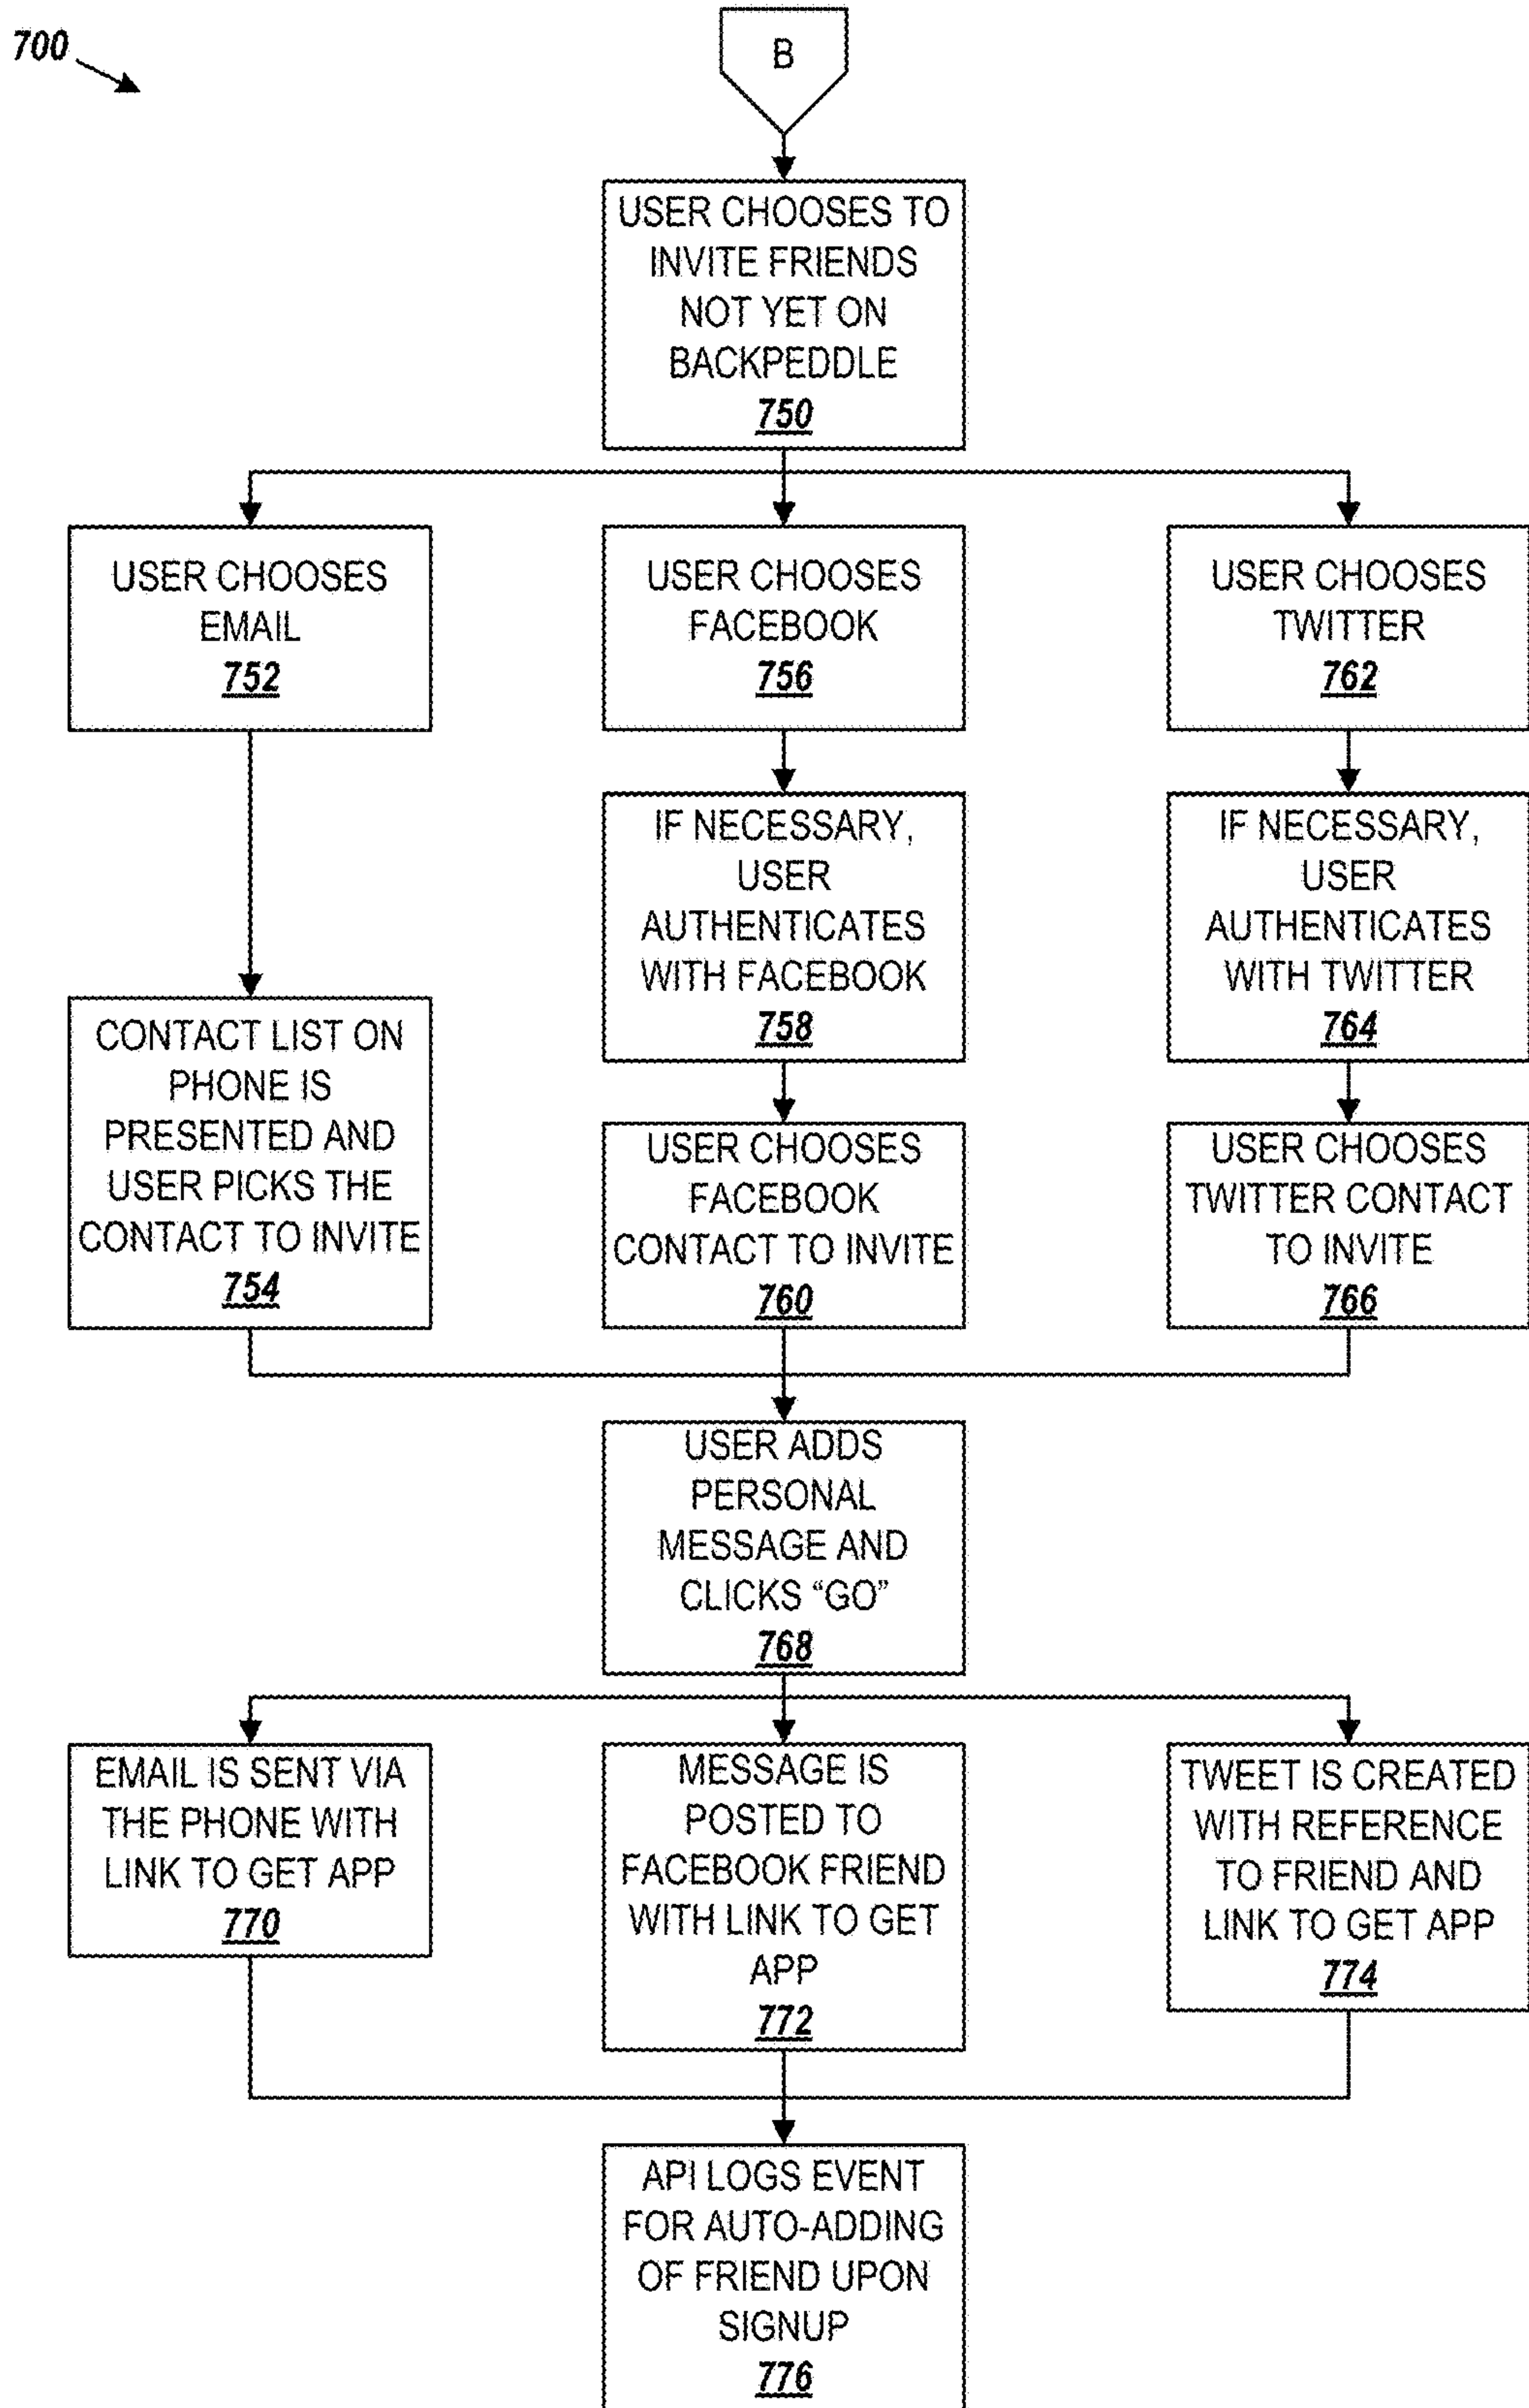 700
B
USER CHOOSES TO
INVITE FRIENDS
NOT YET ON
BACKPEDDLE
750
USER CHOOSES
EMAIL
752
USER CHOOSES
FACEBOOK
756
USER CHOOSES
TWITTER
762
IF NECESSARY,
USER
AUTHENTICATES
WITH FACEBOOK
758
IF NECESSARY,
USER
AUTHENTICATES
WITH TWITTER
764
CONTACT LIST ON
PHONE IS
PRESENTED AND
USER PICKS THE
CONTACT TO INVITE
754
USER CHOOSES
FACEBOOK
CONTACT TO INVITE
760
USER CHOOSES
TWITTER CONTACT
TO INVITE
766
USER ADDS
PERSONAL
MESSAGE AND
CLICKS “GO”
768
EMAIL IS SENT VIA
THE PHONE WITH
LINK TO GET APP
770
MESSAGE IS
POSTED TO
FACEBOOK FRIEND
WITH LINK TO GET
APP
772
TWEET IS CREATED
WITH REFERENCE
TO FRIEND AND
LINK TO GET APP
774
API LOGS EVENT
FOR AUTO-ADDING
OF FRIEND UPON
SIGNUP
776